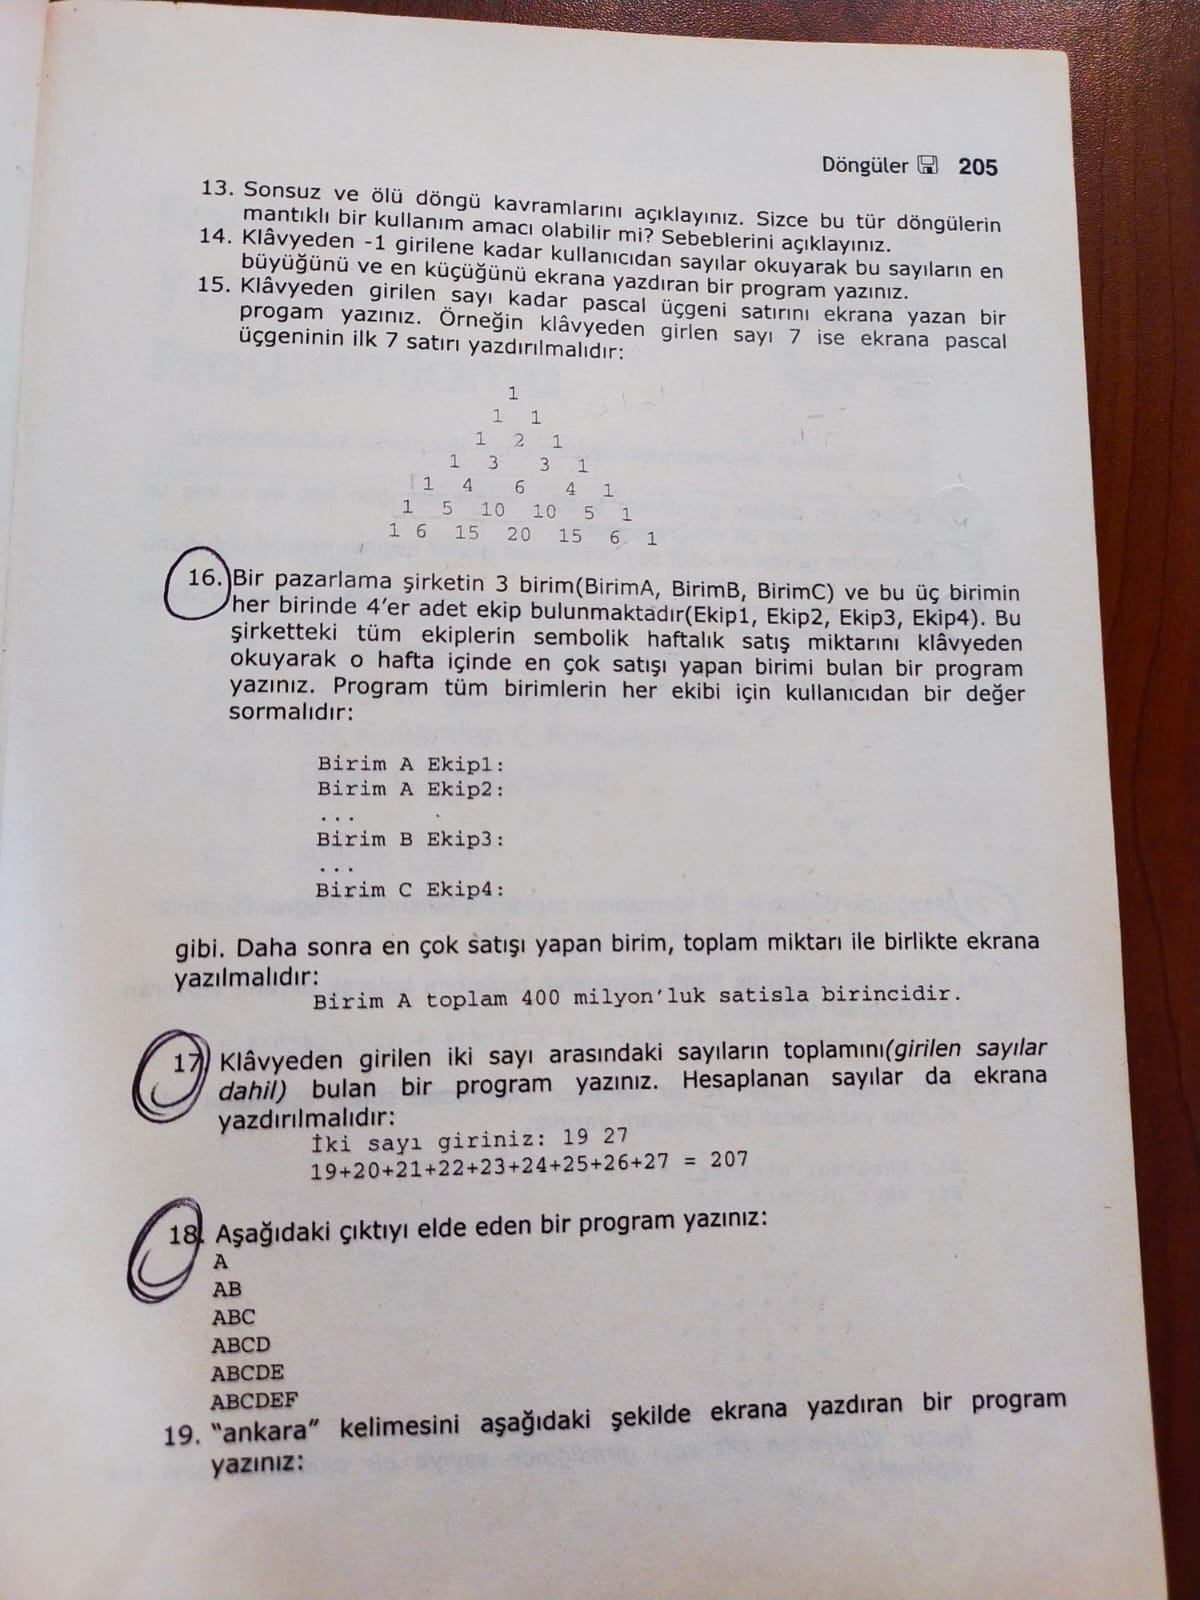 Döngüler 205
13. Sonsuz ve ölü döngü kavramlarını açıklayınız. Sizce bu tür döngülerin
mantıklı bir kullanım amacı olabilir mi? Sebeblerini açıklayınız.
14. Klâvyeden -1 girilene kadar kullanıcıdan sayılar okuyarak bu sayıların en
büyüğünü ve en küçüğünü ekrana yazdıran bir program yazınız.
15. Klâvyeden girilen sayı kadar pascal üçgeni satırını ekrana yazan bir
progam yazınız. Örneğin klâvyeden girlen sayı 7 ise ekrana pascal
üçgeninin ilk 7 satırı yazdırılmalıdır:
1
1 1
1 2 1
1 3 3 1
1 4 6 4 1
1 5 10 10 5 1
1 6 15 20 15 6 1
16. Bir pazarlama şirketin 3 birim(BirimA, BirimB, BirimC) ve bu üç birimin
her birinde 4'er adet ekip bulunmaktadır(Ekip1, Ekip2, Ekip3, Ekip4). Bu
şirketteki tüm ekiplerin sembolik haftalık satış miktarını klâvyeden
okuyarak o hafta içinde en çok satışı yapan birimi bulan bir program
yazınız. Program tüm birimlerin her ekibi için kullanıcıdan bir değer
sormalıdır:
Birim A Ekip1:
Birim A Ekip2:
...
Birim B Ekip3:
...
Birim C Ekip4:
gibi. Daha sonra en çok satışı yapan birim, toplam miktarı ile birlikte ekrana
yazılmalıdır:
Birim A toplam 400 milyon'luk satisla birincidir.
17. Klâvyeden girilen iki sayı arasındaki sayıların toplamını(girilen sayılar
dahil) bulan bir program yazınız. Hesaplanan sayılar da ekrana
yazdırılmalıdır:
İki sayı giriniz: 19 27
19+20+21+22+23+24+25+26+27 = 207
18. Aşağıdaki çıktıyı elde eden bir program yazınız:
A
AB
ABC
ABCD
ABCDE
ABCDEF
19. "ankara" kelimesini aşağıdaki şekilde ekrana yazdıran bir program
yazınız: